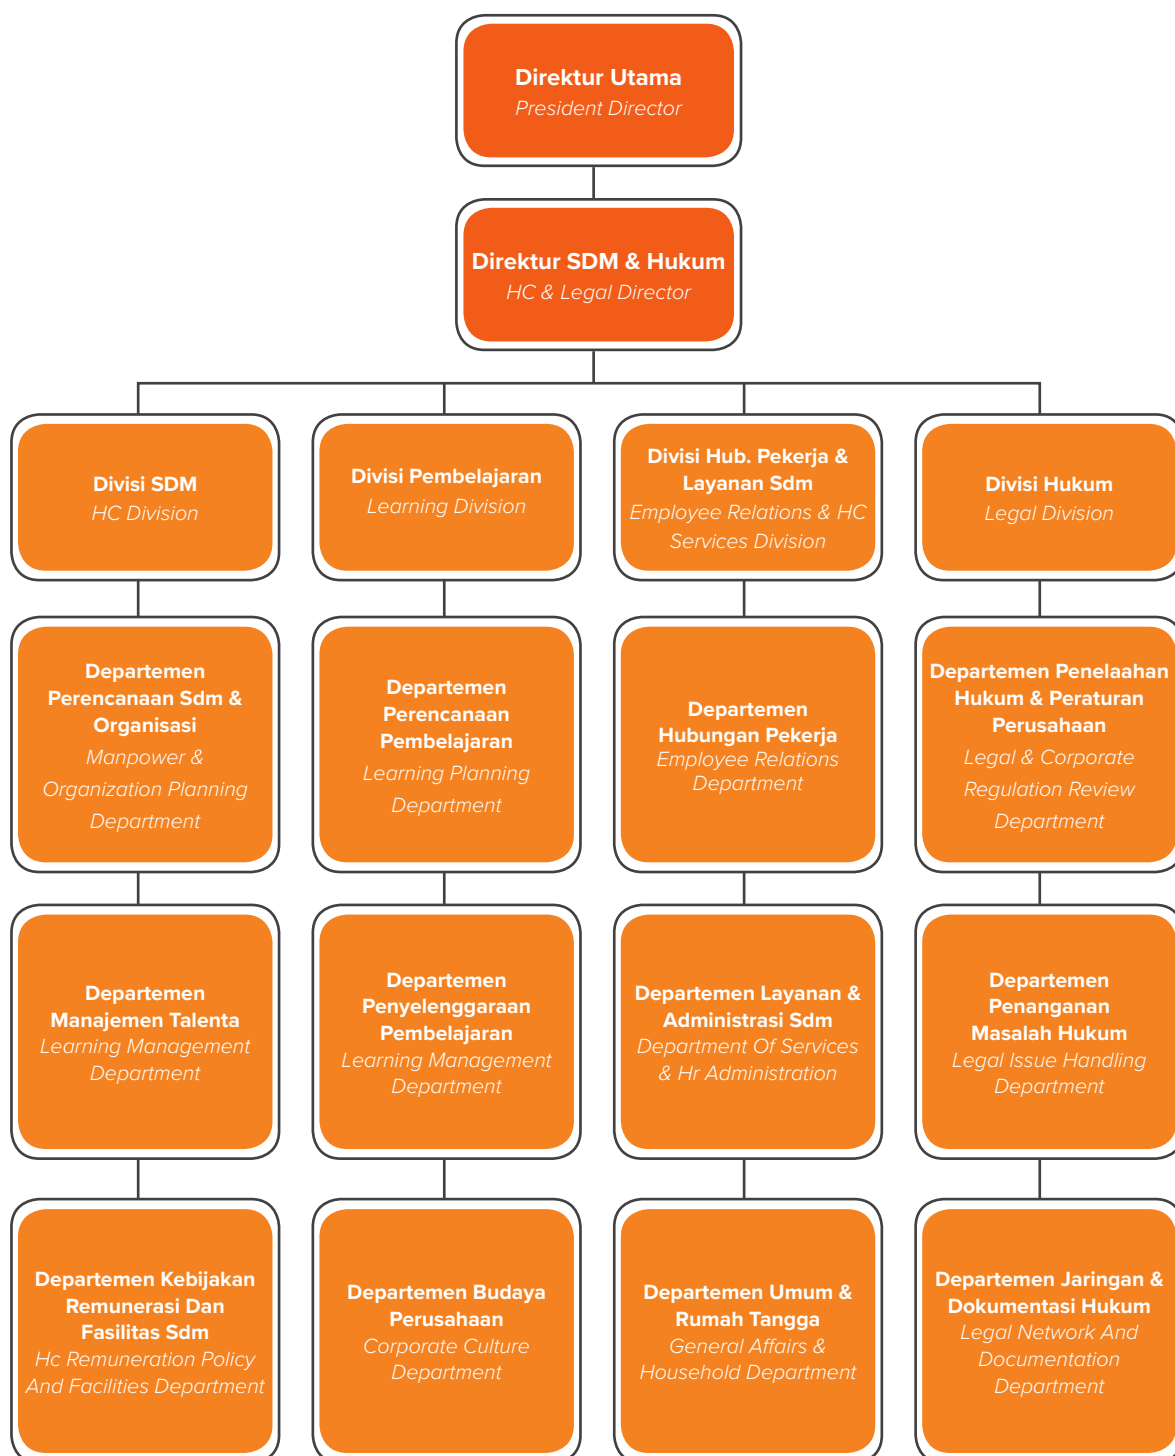 Direktur Utama
President Director
Direktur SDM & Hukum
HC & Legal Director
Divisi SDM
HC Division
Divisi Pembelajaran
Learning Division
Divisi Hub. Pekerja &
Layanan Sdm
Employee Relations & HC
Services Division
Divisi Hukum
Legal Division
Departemen
Perencanaan Sdm &
Organisasi
Manpower &
Organization Planning
Department
Departemen
Perencanaan
Pembelajaran
Learning Planning
Department
Departemen
Hubungan Pekerja
Employee Relations
Department
Departemen Penelaahan
Hukum & Peraturan
Perusahaan
Legal & Corporate
Regulation Review
Department
Departemen
Manajemen Talenta
Learning Management
Department
Departemen
Penyelenggaraan
Pembelajaran
Learning Management
Department
Departemen Layanan &
Administrasi Sdm
Department Of Services
& Hr Administration
Departemen
Penanganan
Masalah Hukum
Legal Issue Handling
Department
Departemen Kebijakan
Remunerasi Dan
Fasilitas Sdm
Hc Remuneration Policy
And Facilities Department
Departemen Budaya
Perusahaan
Corporate Culture
Department
Departemen Umum &
Rumah Tangga
General Affairs &
Household Department
Departemen Jaringan &
Dokumentasi Hukum
Legal Network And
Documentation
Department